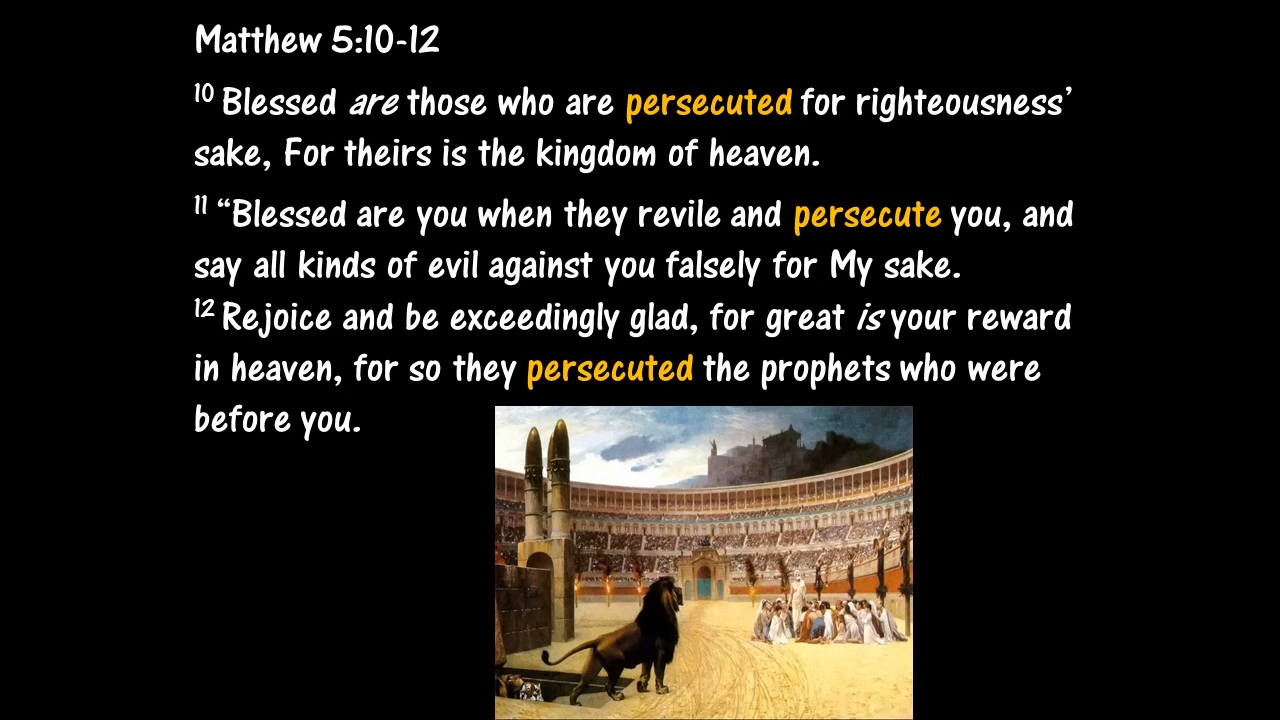 Matthew 5:10-12
10 Blessed are those who are persecuted for righteousness’
sake, For theirs is the kingdom of heaven.
11 “Blessed are you when they revile and persecute you, and
say all kinds of evil against you falsely for My sake.
12 Rejoice and be exceedingly glad, for great is your reward
in heaven, for so they persecuted the prophets who were
before you.